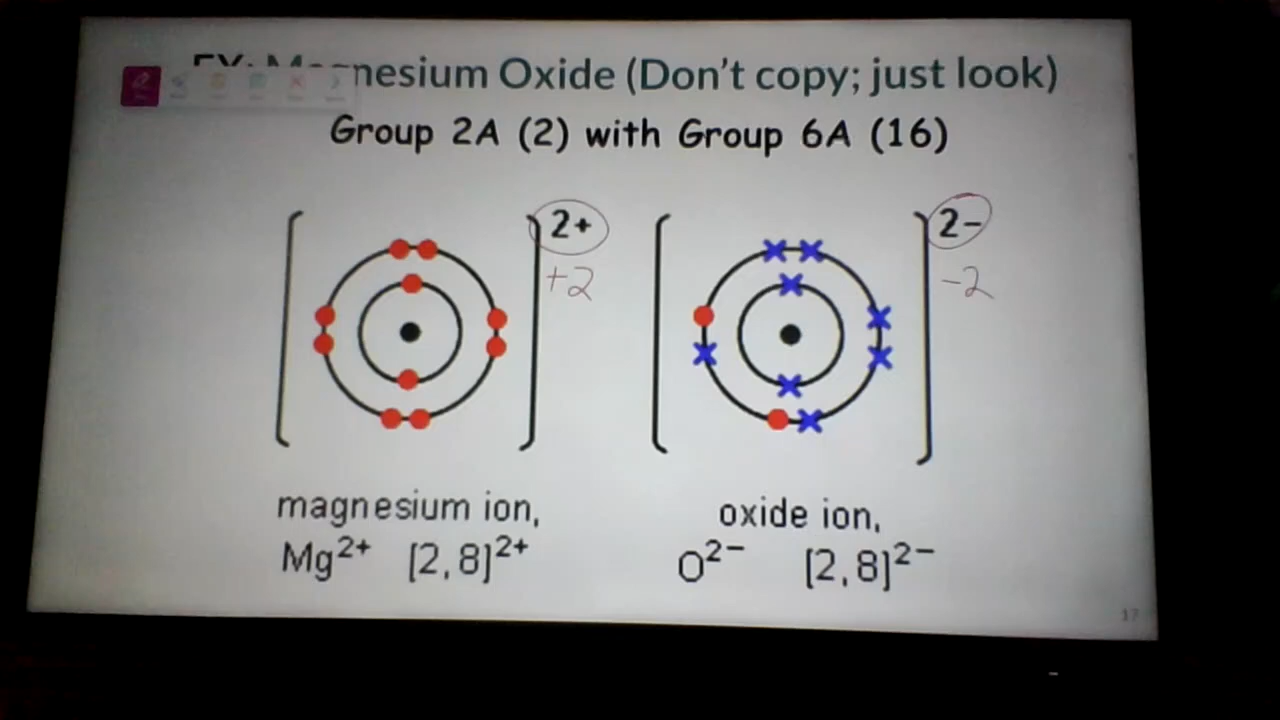 nesium Oxide (Don't copy; just look)
Group 2A (2) with Group 6A (16)
2+
+2
2−
−2
magnesium ion,
Mg²⁺ [2,8]²⁺
oxide ion,
O²⁻ [2,8]²⁻